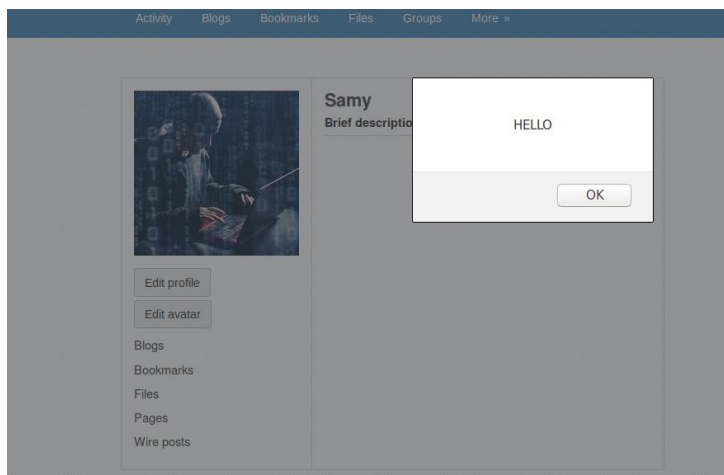 Activity Blogs Bookmarks Files Groups More »
Samy
Brief descriptio
HELLO
OK
Edit profile
Edit avatar
Blogs
Bookmarks
Files
Pages
Wire posts